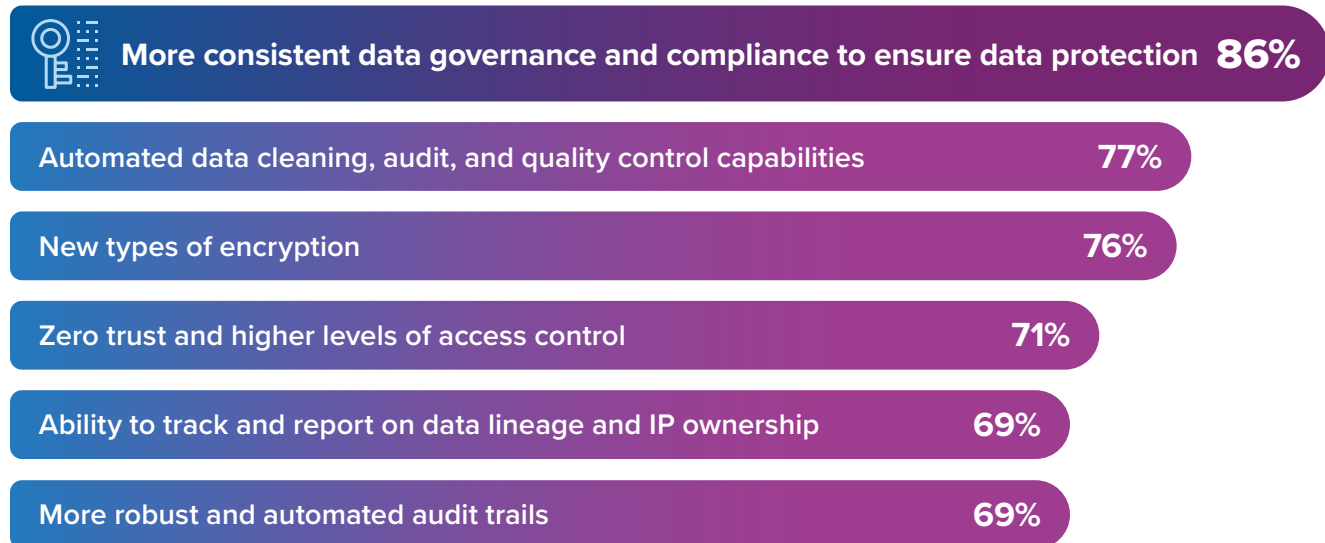 More consistent data governance and compliance to ensure data protection 86%
Automated data cleaning, audit, and quality control capabilities 77%
New types of encryption 76%
Zero trust and higher levels of access control 71%
Ability to track and report on data lineage and IP ownership 69%
More robust and automated audit trails 69%